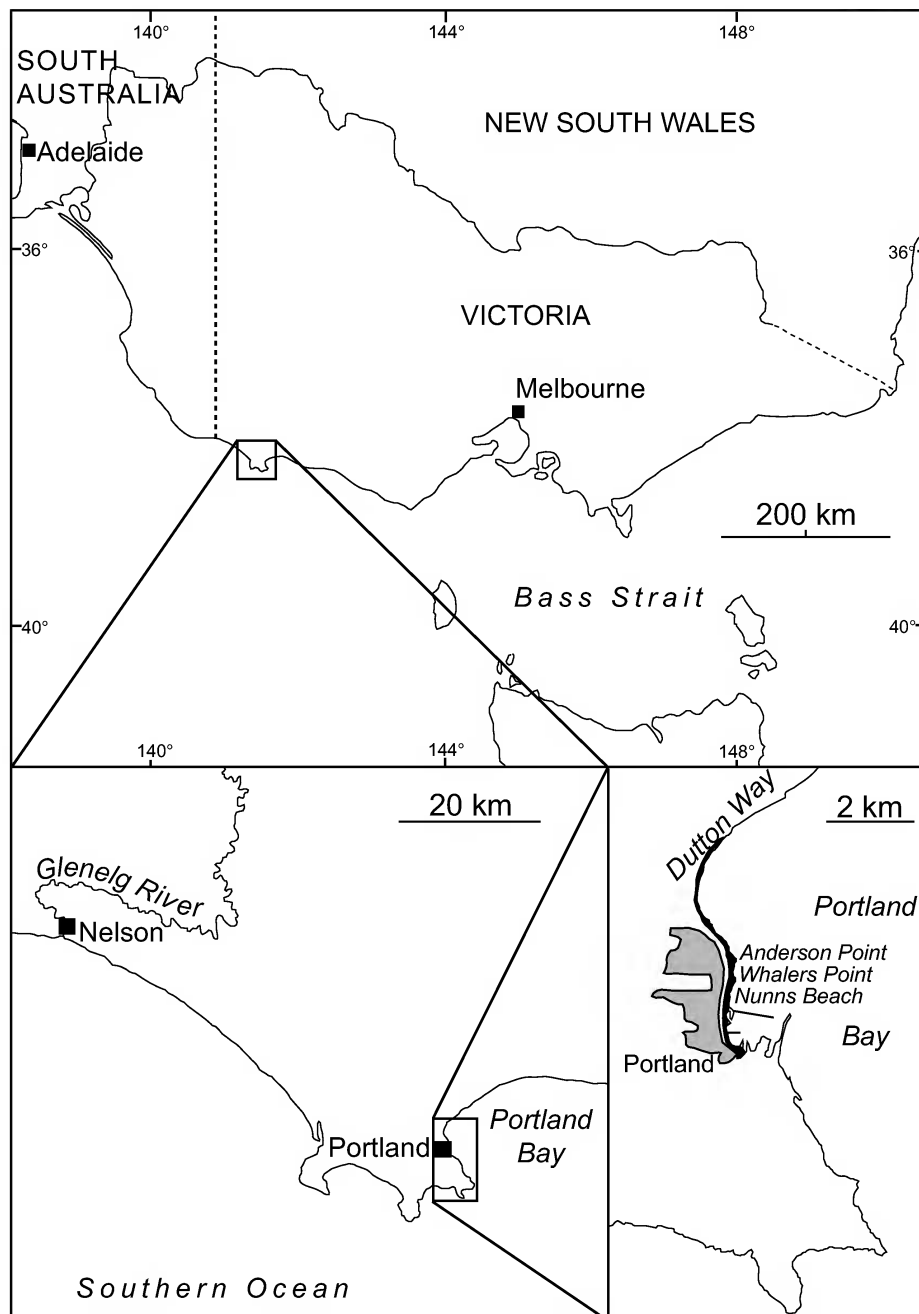 140°
144°
148°
SOUTH
AUSTRALIA
NEW SOUTH WALES
Adelaide
36°
36°
VICTORIA
Melbourne
200 km
Bass Strait
40°
40°
140°
144°
148°
20 km
Glenelg River
Nelson
Portland
Portland
Bay
Southern Ocean
2 km
Dutton Way
Portland
Anderson Point
Whalers Point
Nunns Beach
Bay
Portland